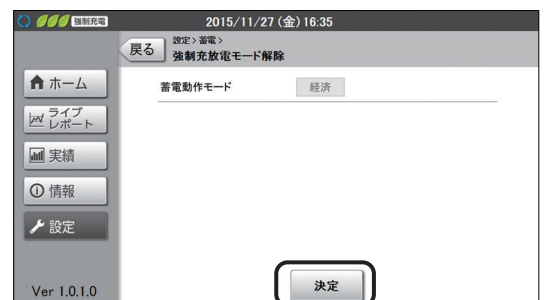 強制充電
2015/11/27 (金) 16:35
戻る
設定> 蓄電>
強制充放電モード解除
ホーム
ライブ
レポート
実績
情報
設定
Ver 1.0.1.0
蓄電動作モード
経済
決定